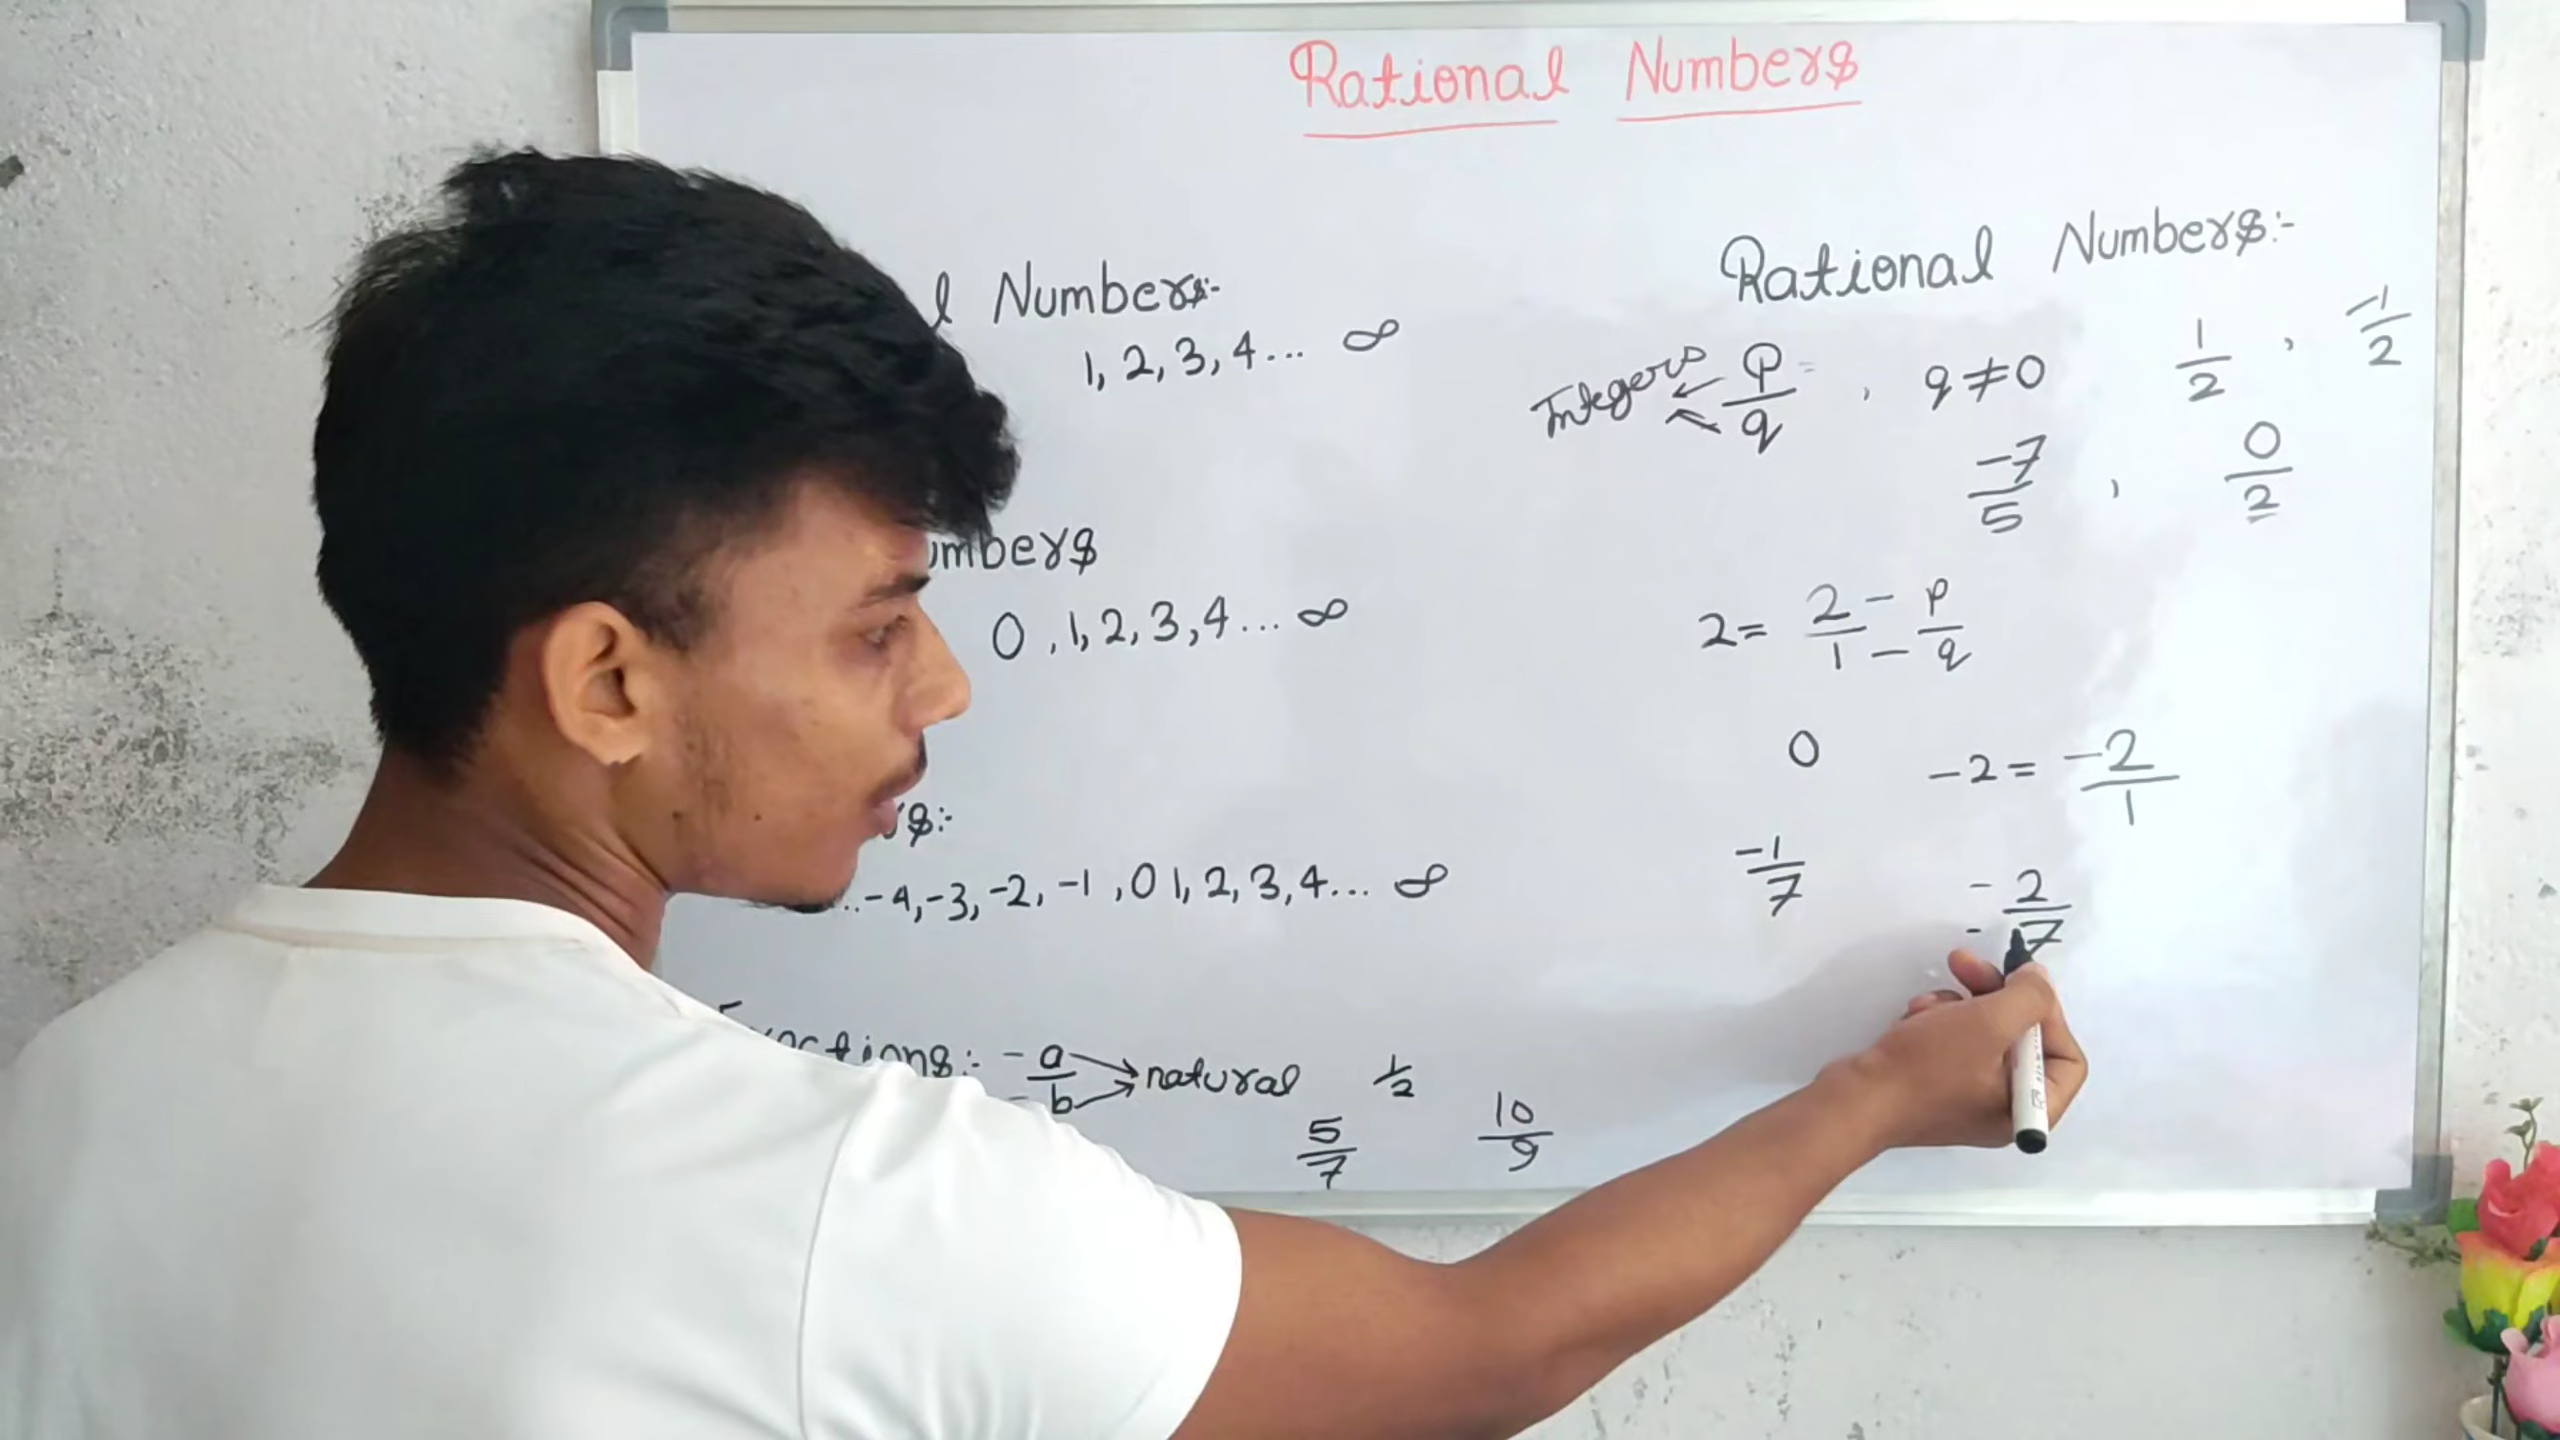 Rational Numbers
l Numbers:-
1, 2, 3, 4... ∞
umbers
0, 1, 2, 3, 4... ∞
rs:-
..-4, -3, -2, -1, 0 1, 2, 3, 4... ∞
Fractions:- -a/-b natural 1/2
5/7 10/9
Rational Numbers:-
Integers P/q = , q≠0 1/2 , -1/2
-7/5 , 0/2
2 = 2/1 - p/q
0 -2 = -2/1
-1/7 -2/-7